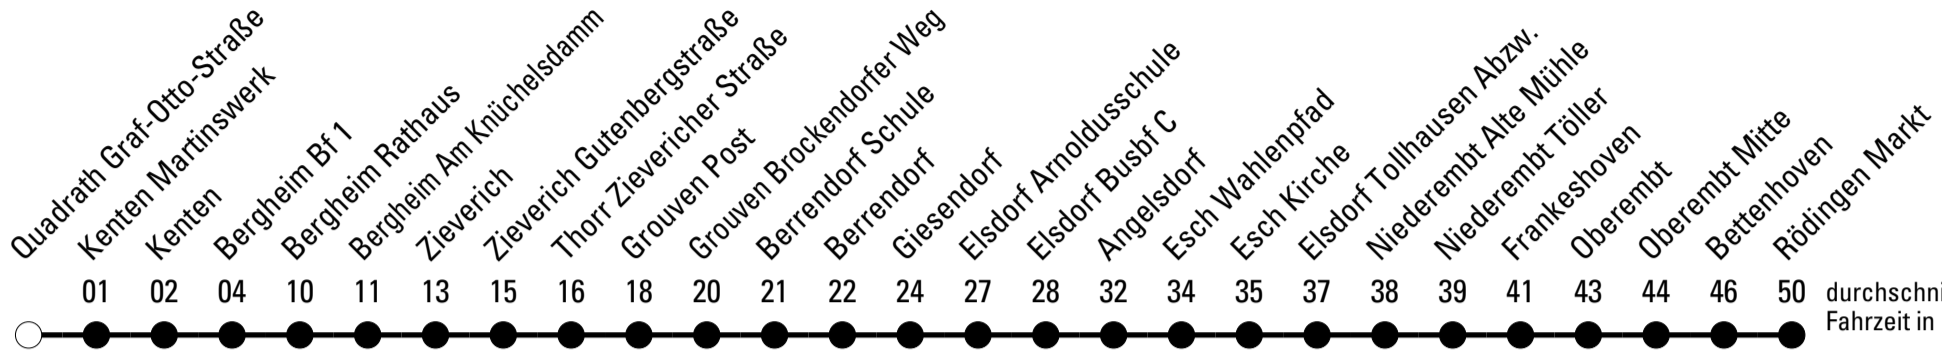 Quadrath Graf-Otto-Straße
Kenten Martinswerk
Kenten
Bergheim Bf 1
Bergheim Rathaus
Bergheim Am Knüchelsdamm
Zieverich
Zieverich Gutenbergstraße
Thorr Zievericher Straße
Grouven Post
Grouven Brockendorfer Weg
Berrendorf Schule
Berrendorf
Giesendorf
Elsdorf Arnoldusschule
Elsdorf Busbf C
Angelsdorf
Esch Wahlenpfad
Esch Kirche
Elsdorf Tollhausen Abzw.
Niederembt Alte Mühle
Niederembt Töller
Frankeshoven
Oberembt
Oberembt Mitte
Bettenhoven
Rödingen Markt
01 02 04 10 11 13 15 16 18 20 21 22 24 27 28 32 34 35 37 38 39 41 43 44 46 50 durchschni
Fahrzeit in